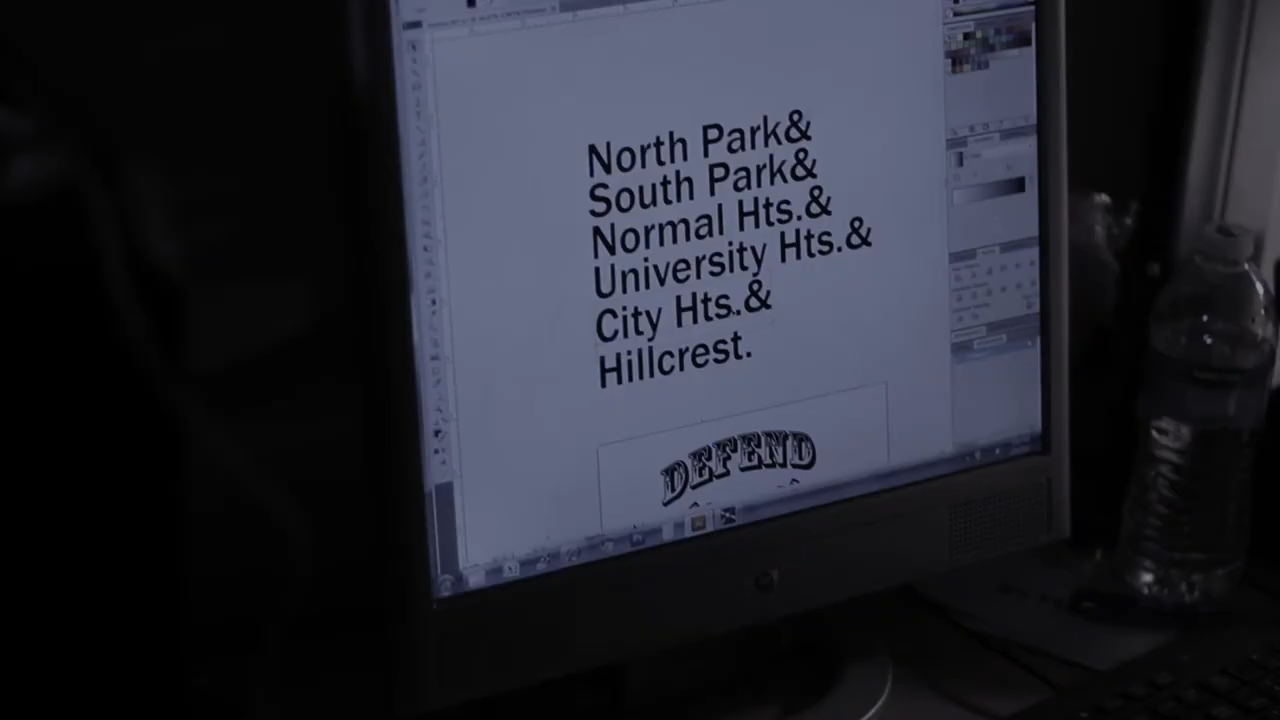 North Park&
South Park&
Normal Hts.&
University Hts.&
City Hts.&
Hillcrest.
DEFEND